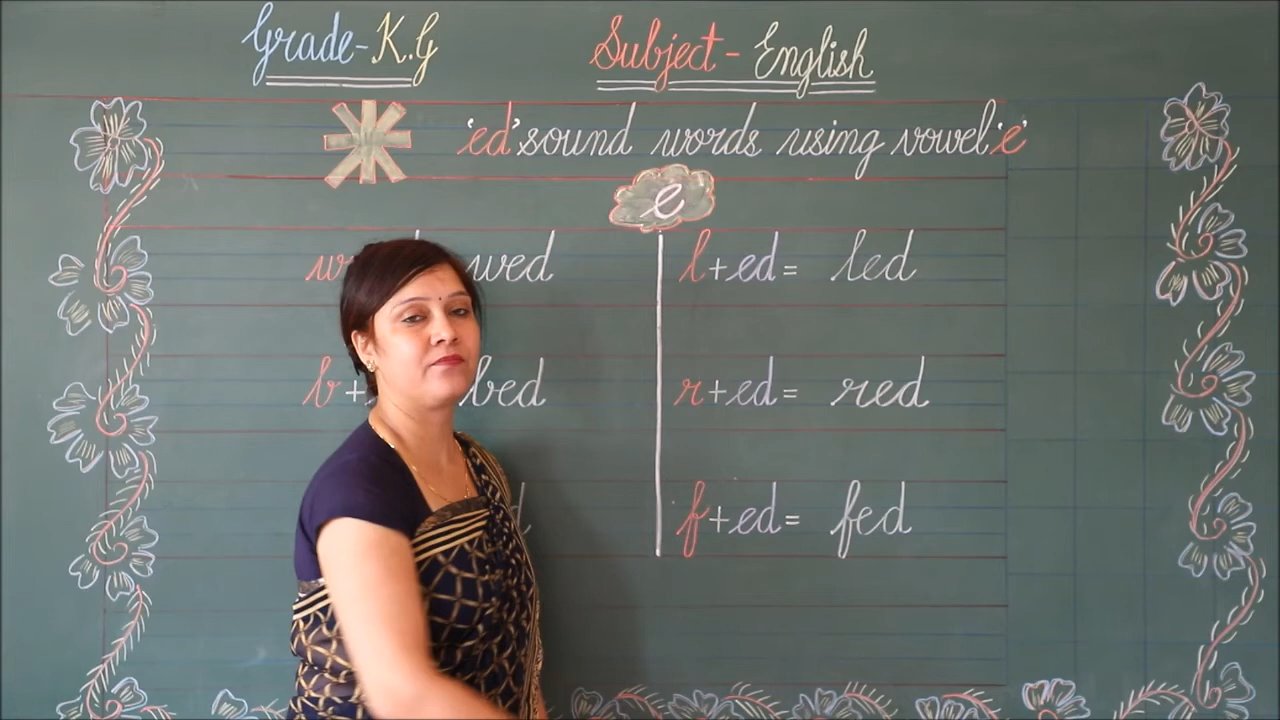 Grade-K.G
Subject-English
'ed' sound words using vowel 'e'
e
wed
l+ed= led
b+ bed
r+ed= red
f+ed= fed